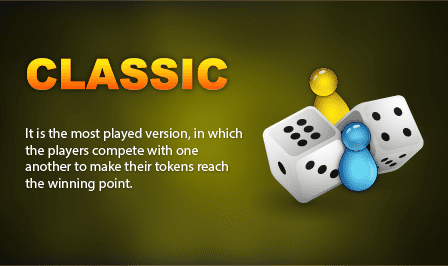 CLASSIC
It is the most played version, in which
the players compete with one
another to make their tokens reach
the winning point.